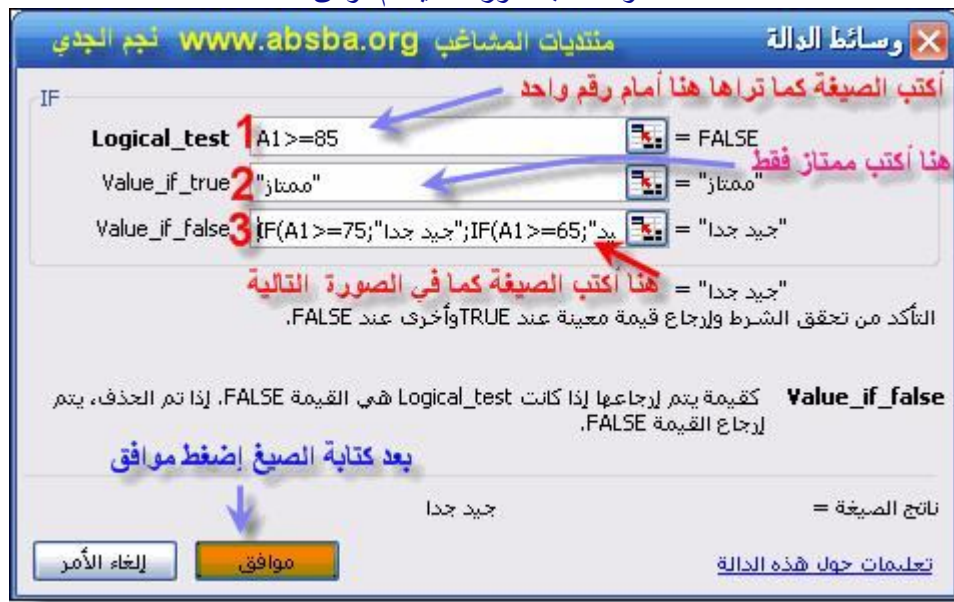 وسائط الدالة
منتديات المشاغب www.absba.org نجم الجدي
أكتب الصيغة كما تراها هنا أمام رقم واحد
IF
Logical_test 1 A1>=85 = FALSE
هنا أكتب ممتاز فقط
Value_if_true 2 "ممتاز" = "ممتاز"
Value_if_false 3 IF(A1>=75;"جيد جدا";IF(A1>=65;"يد = "جيد جدا"
هنا أكتب الصيغة كما في الصورة التالية
= "جيد جدا"
التأكد من تحقق الشرط وإرجاع قيمة معينة عند TRUEوأخرى عند FALSE.
Value_if_false كقيمة يتم إرجاعها إذا كانت Logical_test هي القيمة FALSE. إذا تم الحذف، يتم
إرجاع القيمة FALSE.
بعد كتابة الصيغ إضغط موافق
ناتج الصيغة = جيد جدا
تعليمات حول هذه الدالة
موافق
إلغاء الأمر